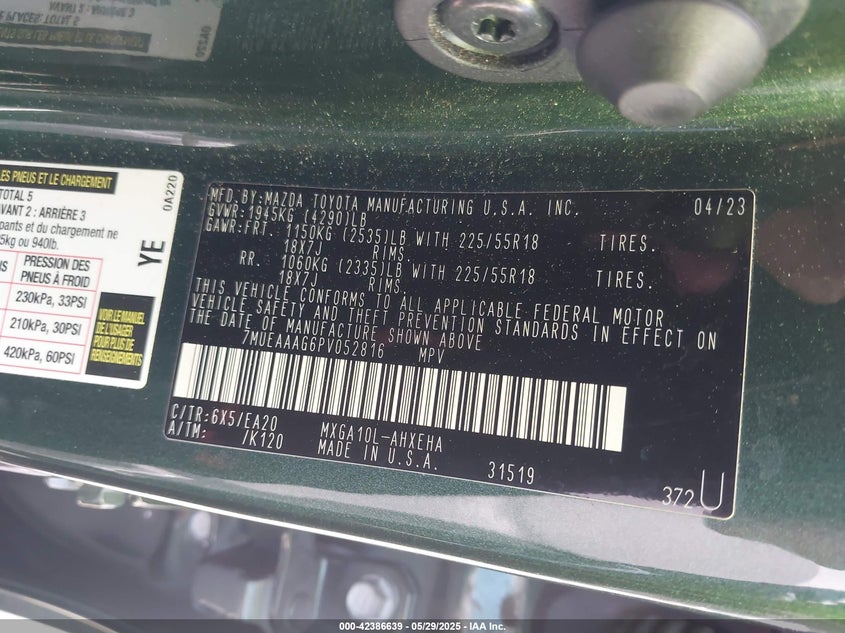 0A220
LES PNEUS ET LE CHARGEMENT
TOTAL 5
AVANT 2 : ARRIÈRE 3
pants et du chargement ne
5kg ou 940lb.
YE
PRESSION DES
PNEUS À FROID
230kPa, 33PSI
210kPa, 30PSI
420kPa, 60PSI
VOIR LE MANUEL
DE L'USAGER
POUR PLUS DE
RENSEIGNEMENTS
MFD.BY:MAZDA TOYOTA MANUFACTURING U.S.A. INC. 04/23
GVWR:1945KG (4290)LB
GAWR:FRT. 1150KG (2535)LB WITH 225/55R18 TIRES.
18X7J RIMS.
RR. 1060KG (2335)LB WITH 225/55R18 TIRES.
18X7J RIMS.
THIS VEHICLE CONFORMS TO ALL APPLICABLE FEDERAL MOTOR
VEHICLE SAFETY AND THEFT PREVENTION STANDARDS IN EFFECT ON
THE DATE OF MANUFACTURE SHOWN ABOVE
7MUEAAAG6PV052816 MPV
C/TR:6X5/EA20 MXGA10L-AHXEHA
A/TM: /K120 MADE IN U.S.A. 31519
372U
000-42386639 - 05/29/2025 - IAA Inc.